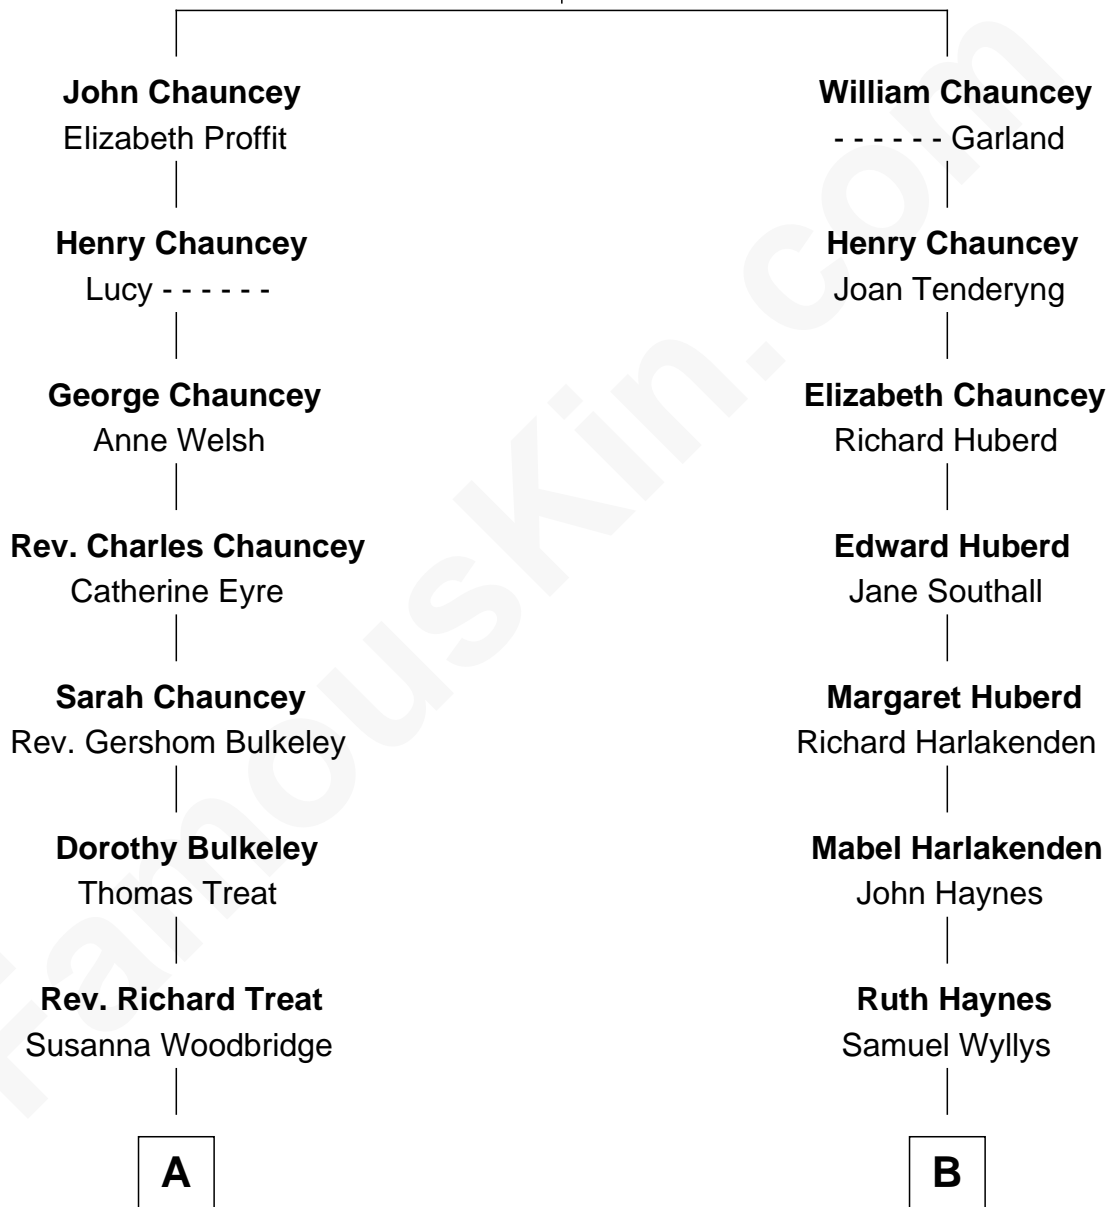 John Chauncey
Elizabeth Proffit
William Chauncey
- - - - - - Garland
Henry Chauncey
Lucy - - - - - -
Henry Chauncey
Joan Tenderyng
George Chauncey
Anne Welsh
Elizabeth Chauncey
Richard Huberd
Rev. Charles Chauncey
Catherine Eyre
Edward Huberd
Jane Southall
Sarah Chauncey
Rev. Gershom Bulkeley
Margaret Huberd
Richard Harlakenden
Dorothy Bulkeley
Thomas Treat
Mabel Harlakenden
John Haynes
Rev. Richard Treat
Susanna Woodbridge
Ruth Haynes
Samuel Wyllys
A
B
FamousKin.com